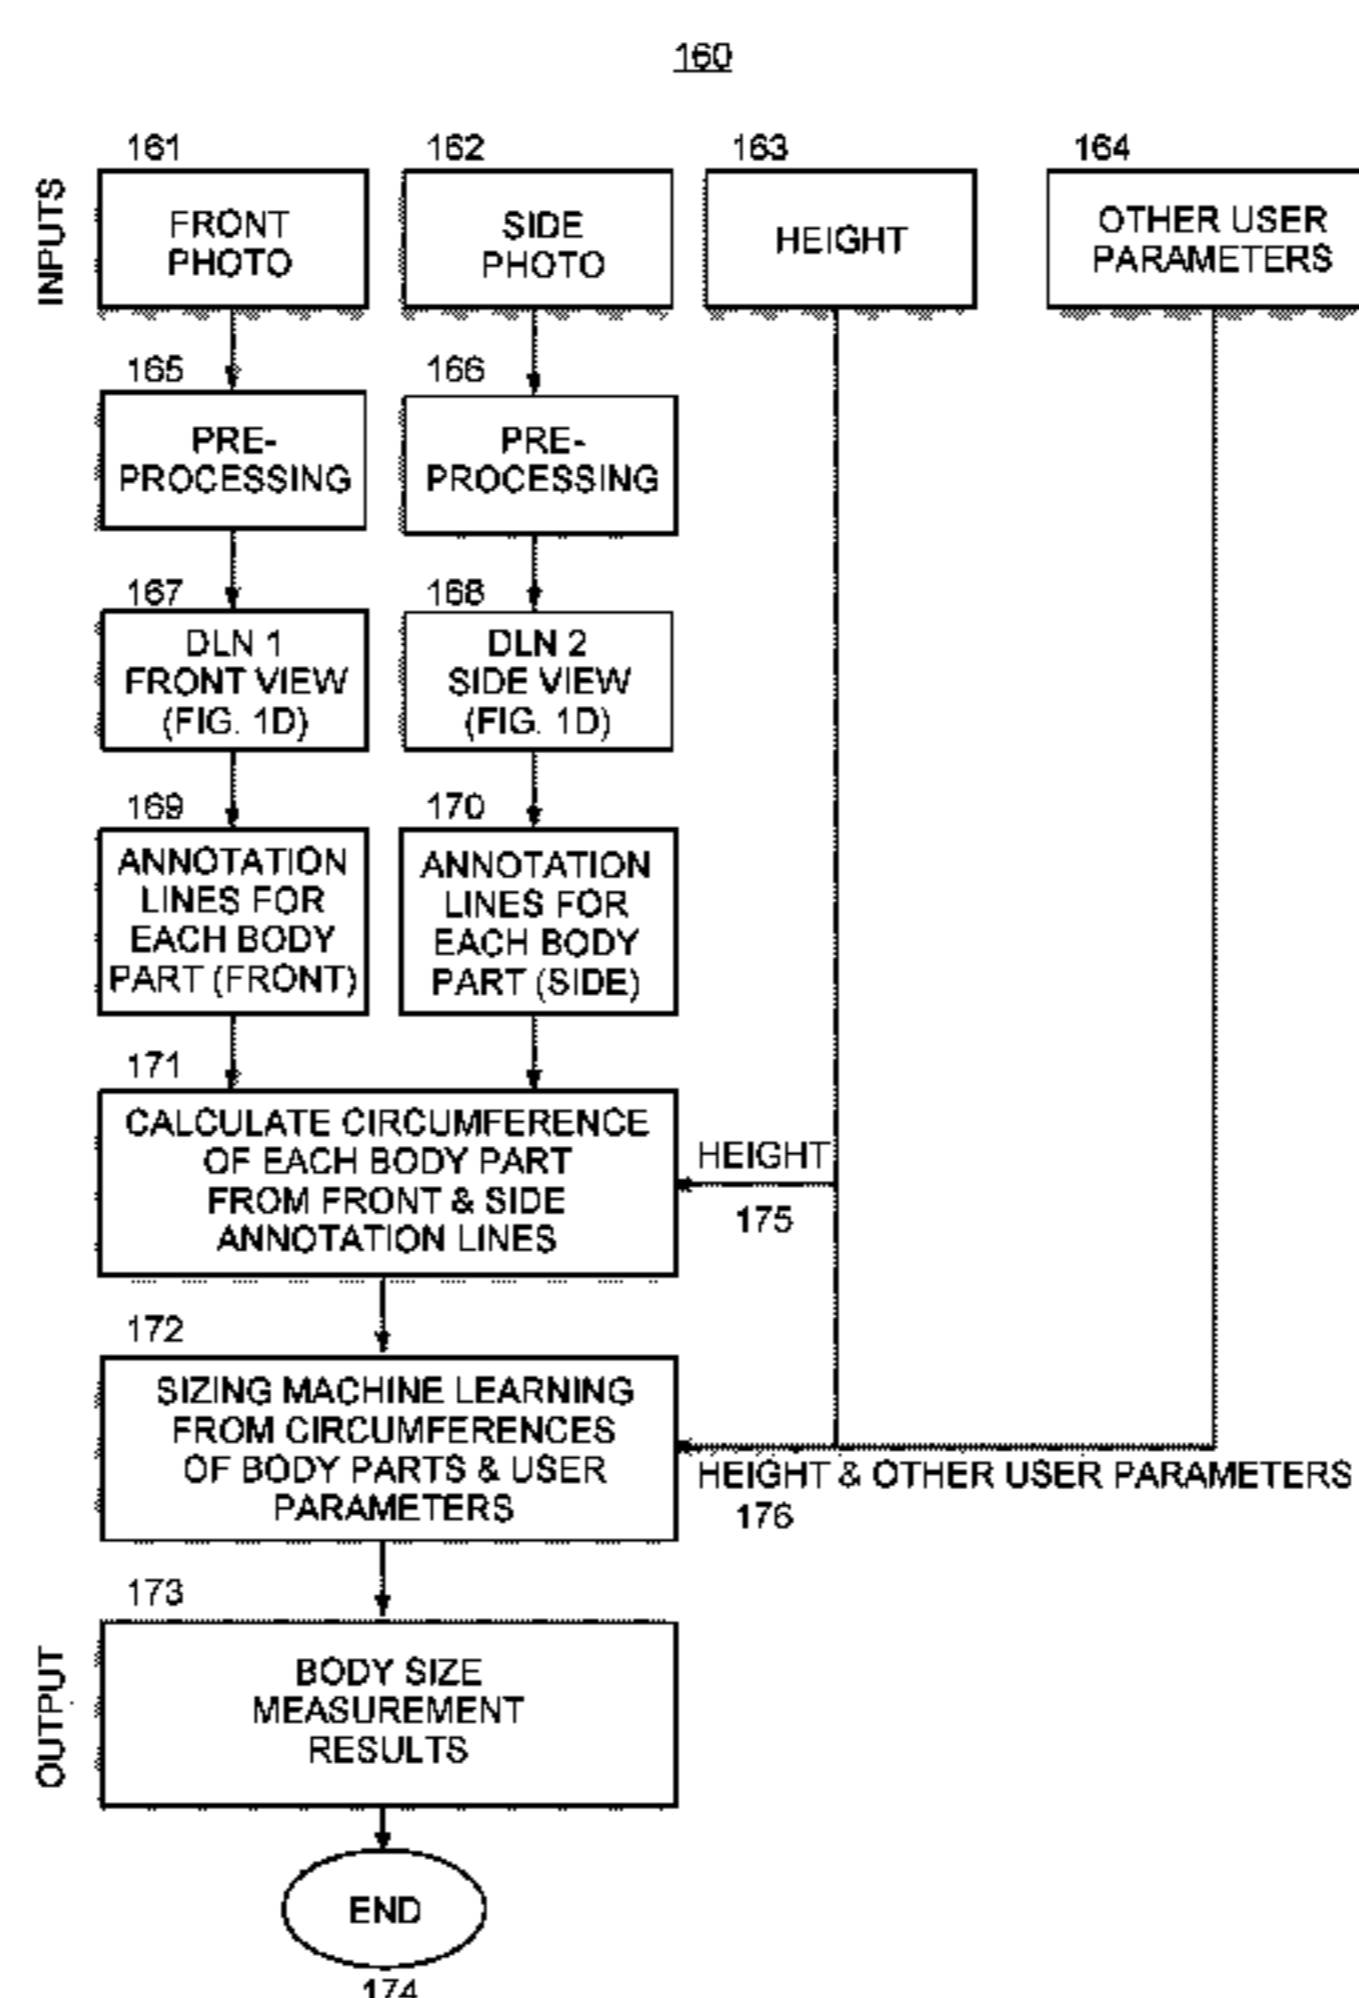 160
161
162
163
164
INPUTS
FRONT
PHOTO
SIDE
PHOTO
HEIGHT
OTHER USER
PARAMETERS
165
166
PRE-
PROCESSING
PRE-
PROCESSING
167
168
DLN 1
FRONT VIEW
(FIG. 1D)
DLN 2
SIDE VIEW
(FIG. 1D)
169
170
ANNOTATION
LINES FOR
EACH BODY
PART (FRONT)
ANNOTATION
LINES FOR
EACH BODY
PART (SIDE)
171
CALCULATE CIRCUMFERENCE
OF EACH BODY PART
FROM FRONT & SIDE
ANNOTATION LINES
HEIGHT
175
172
SIZING MACHINE LEARNING
FROM CIRCUMFERENCES
OF BODY PARTS & USER
PARAMETERS
HEIGHT & OTHER USER PARAMETERS
176
173
OUTPUT
BODY SIZE
MEASUREMENT
RESULTS
END
174